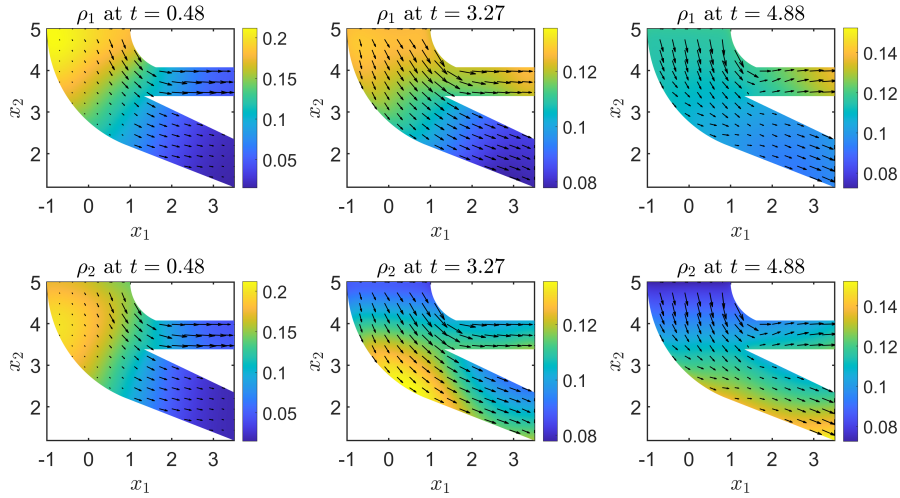 ρ₁ at t = 0.48
ρ₁ at t = 3.27
ρ₁ at t = 4.88
5
4
3
2
x₂
-1 0 1 2 3
x₁
0.2
0.15
0.1
0.05
5
4
3
2
x₂
-1 0 1 2 3
x₁
0.12
0.1
0.08
5
4
3
2
x₂
-1 0 1 2 3
x₁
0.14
0.12
0.1
0.08
ρ₂ at t = 0.48
ρ₂ at t = 3.27
ρ₂ at t = 4.88
5
4
3
2
x₂
-1 0 1 2 3
x₁
0.2
0.15
0.1
0.05
5
4
3
2
x₂
-1 0 1 2 3
x₁
0.12
0.1
0.08
5
4
3
2
x₂
-1 0 1 2 3
x₁
0.14
0.12
0.1
0.08